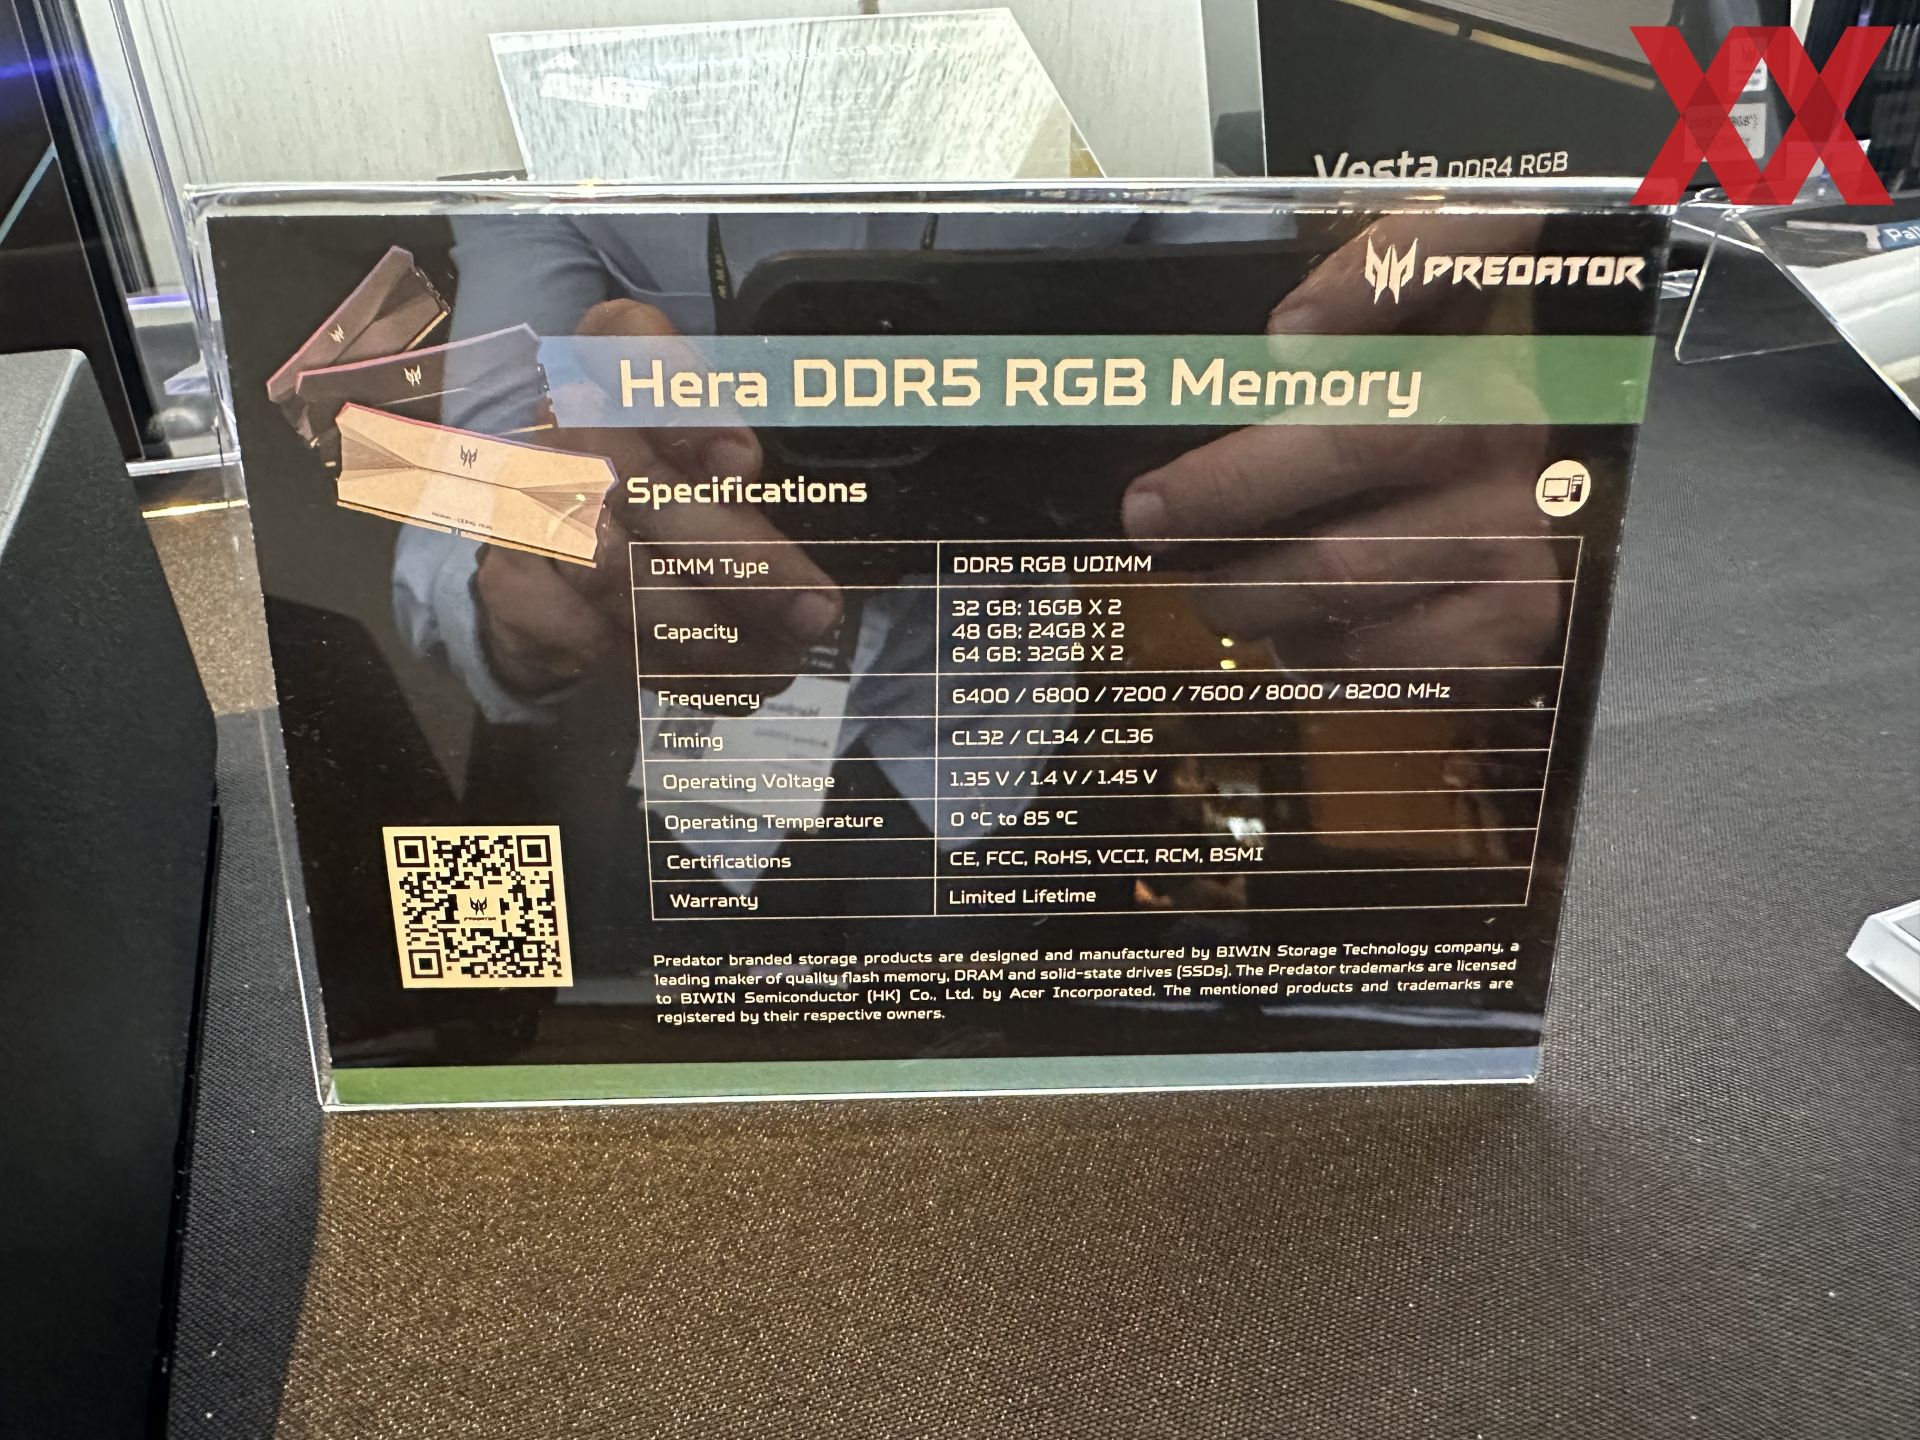 Vesta DDR4 RGB
PREDATOR
Hera DDR5 RGB Memory
Specifications
DIMM Type DDR5 RGB UDIMM
Capacity 32 GB: 16GB X 2
48 GB: 24GB X 2
64 GB: 32GB X 2
Frequency 6400 / 6800 / 7200 / 7600 / 8000 / 8200 MHz
Timing CL32 / CL34 / CL36
Operating Voltage 1.35 V / 1.4 V / 1.45 V
Operating Temperature 0 °C to 85 °C
Certifications CE, FCC, RoHS, VCCI, RCM, BSMI
Warranty Limited Lifetime
PREDATOR
Predator branded storage products are designed and manufactured by BIWIN Storage Technology company, a
leading maker of quality flash memory, DRAM and solid-state drives (SSDs). The Predator trademarks are licensed
to BIWIN Semiconductor (HK) Co., Ltd. by Acer Incorporated. The mentioned products and trademarks are
registered by their respective owners.